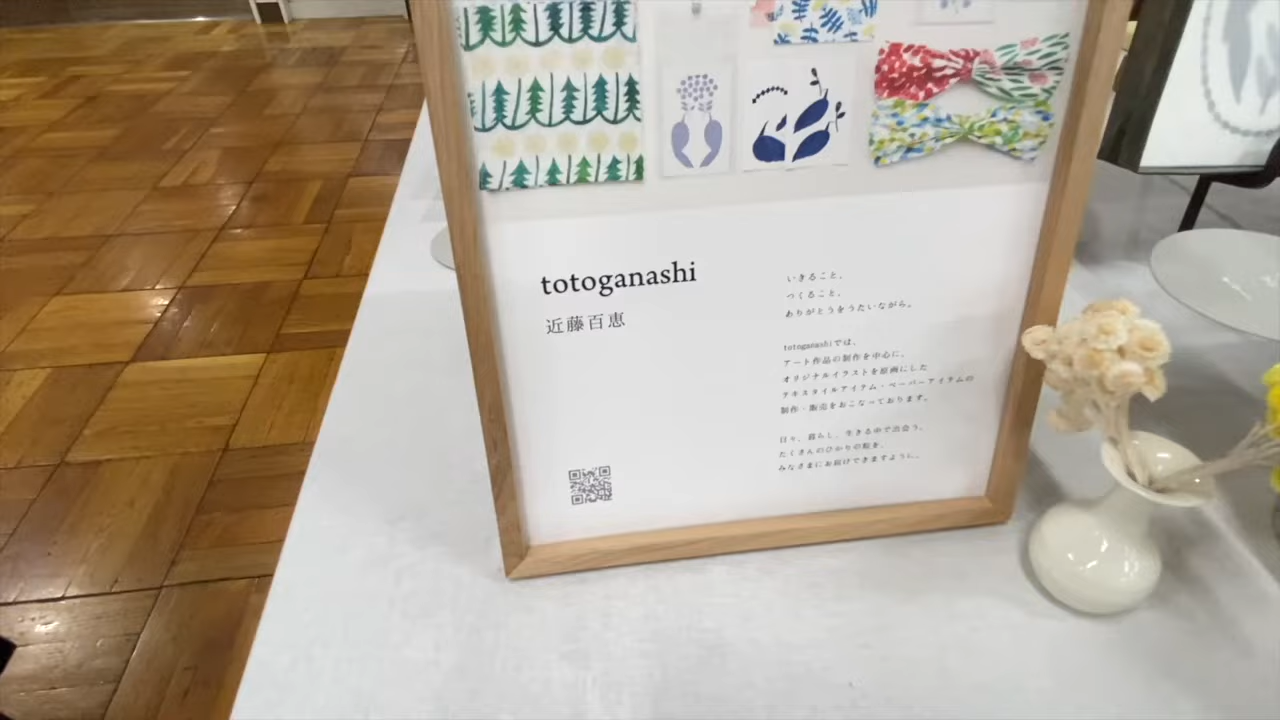 totoganashi
近藤百恵
いきること、
つくること、
ありがとうをうたいながら。
totoganashiでは、
アート作品の制作を中心に、
オリジナルイラストを原画にした
テキスタイルアイテム・ペーパーアイテムの
制作・販売をおこなっております。
日々、暮らし、生きる中で出会う、
たくさんのひかりの粒を、
みなさまにお届けできますように。